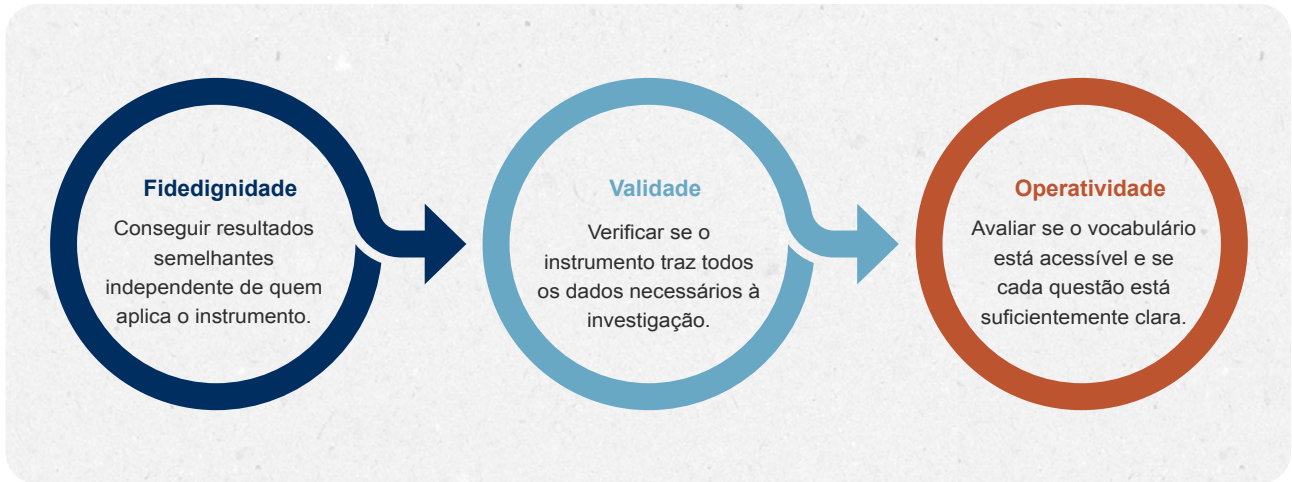 Fidedignidade
Conseguir resultados
semelhantes
independente de quem
aplica o instrumento.
Validade
Verificar se o
instrumento traz todos
os dados necessários à
investigação.
Operatividade
Avaliar se o vocabulário
está acessível e se
cada questão está
suficientemente clara.